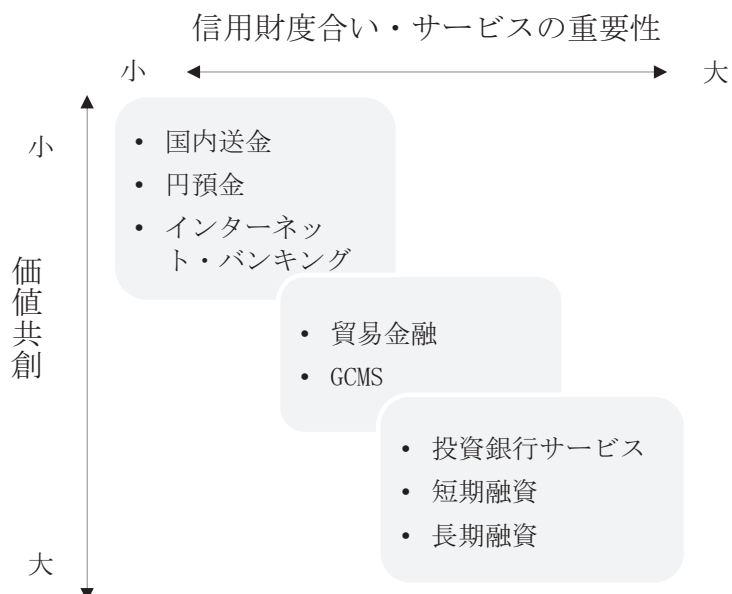 信用財度合い・サービスの重要性
小
大
小
価値共創
大
• 国内送金
• 円預金
• インターネッ
ト・バンキング
• 貿易金融
• GCMS
• 投資銀行サービス
• 短期融資
• 長期融資